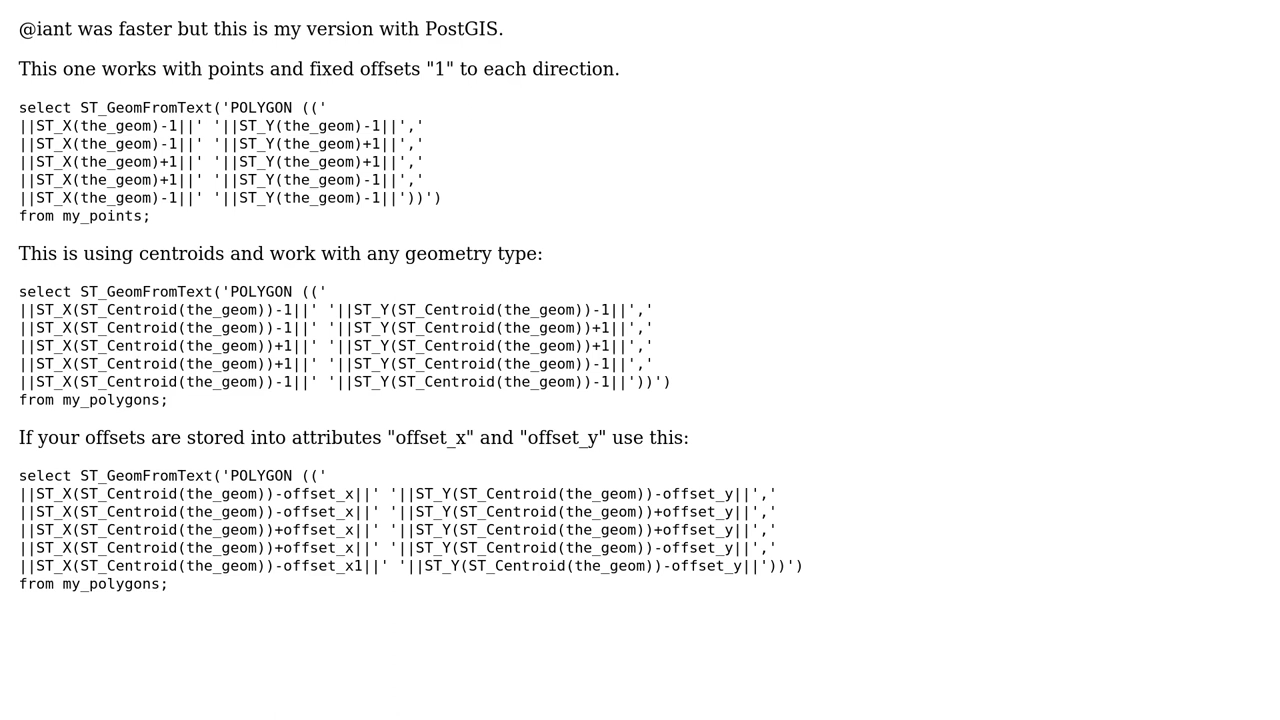 @iant was faster but this is my version with PostGIS.
This one works with points and fixed offsets "1" to each direction.
select ST_GeomFromText('POLYGON (('
||ST_X(the_geom)-1||' '||ST_Y(the_geom)-1||','
||ST_X(the_geom)-1||' '||ST_Y(the_geom)+1||','
||ST_X(the_geom)+1||' '||ST_Y(the_geom)+1||','
||ST_X(the_geom)+1||' '||ST_Y(the_geom)-1||','
||ST_X(the_geom)-1||' '||ST_Y(the_geom)-1||'))')
from my_points;
This is using centroids and work with any geometry type:
select ST_GeomFromText('POLYGON (('
||ST_X(ST_Centroid(the_geom))-1||' '||ST_Y(ST_Centroid(the_geom))-1||','
||ST_X(ST_Centroid(the_geom))-1||' '||ST_Y(ST_Centroid(the_geom))+1||','
||ST_X(ST_Centroid(the_geom))+1||' '||ST_Y(ST_Centroid(the_geom))+1||','
||ST_X(ST_Centroid(the_geom))+1||' '||ST_Y(ST_Centroid(the_geom))-1||','
||ST_X(ST_Centroid(the_geom))-1||' '||ST_Y(ST_Centroid(the_geom))-1||'))')
from my_polygons;
If your offsets are stored into attributes "offset_x" and "offset_y" use this:
select ST_GeomFromText('POLYGON (('
||ST_X(ST_Centroid(the_geom))-offset_x||' '||ST_Y(ST_Centroid(the_geom))-offset_y||','
||ST_X(ST_Centroid(the_geom))-offset_x||' '||ST_Y(ST_Centroid(the_geom))+offset_y||','
||ST_X(ST_Centroid(the_geom))+offset_x||' '||ST_Y(ST_Centroid(the_geom))+offset_y||','
||ST_X(ST_Centroid(the_geom))+offset_x||' '||ST_Y(ST_Centroid(the_geom))-offset_y||','
||ST_X(ST_Centroid(the_geom))-offset_x1||' '||ST_Y(ST_Centroid(the_geom))-offset_y||'))')
from my_polygons;